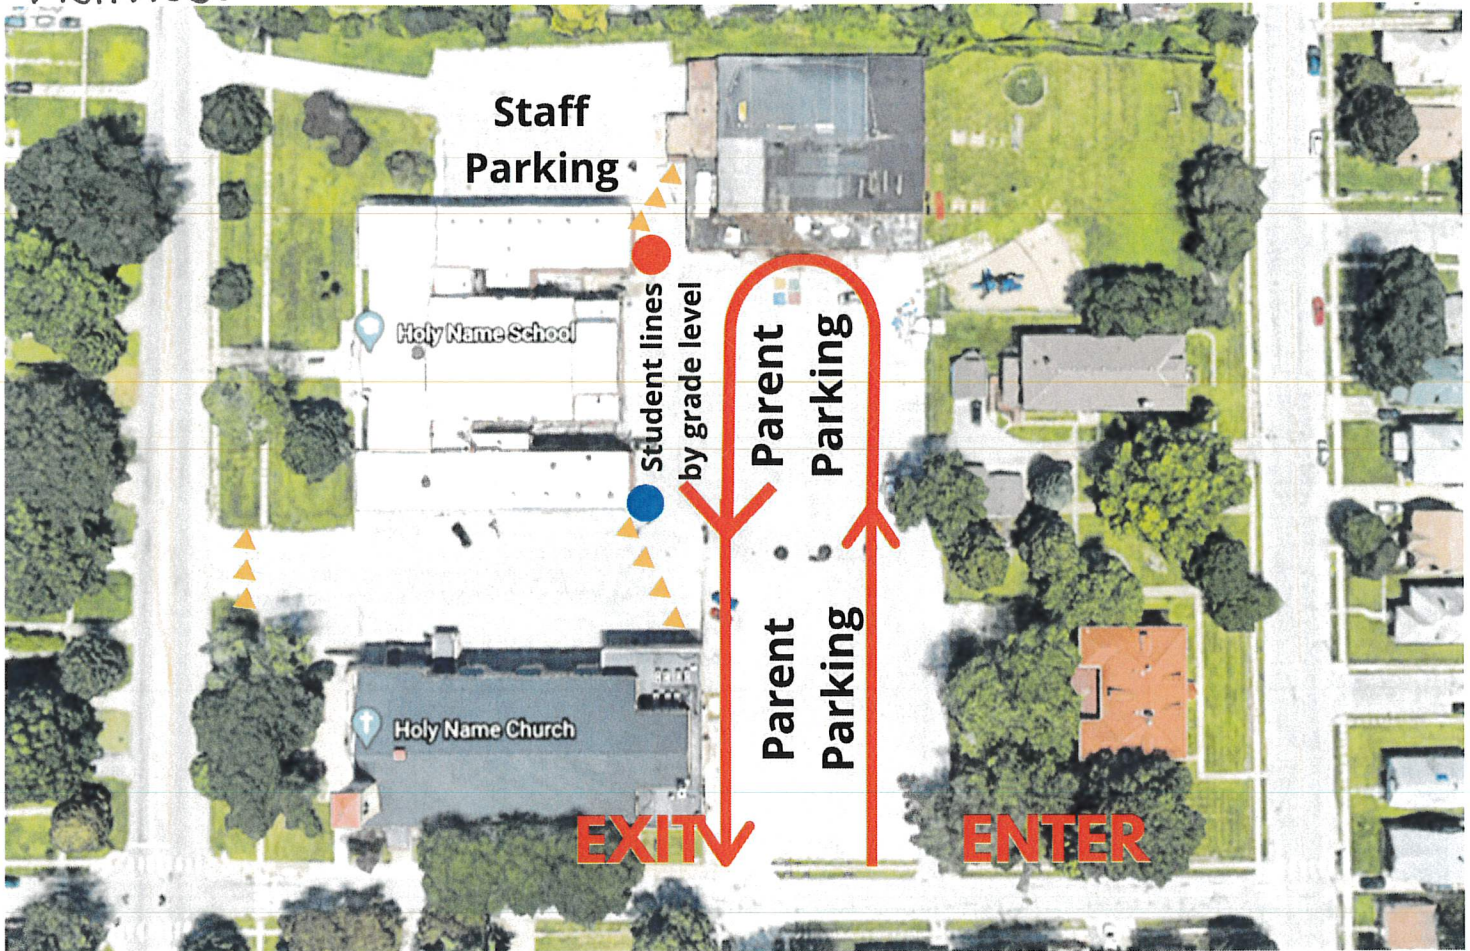 Staff
Parking
Holy Name School
Student lines
by grade level
Parent
Parking
Parent
Parking
Holy Name Church
EXIT
ENTER